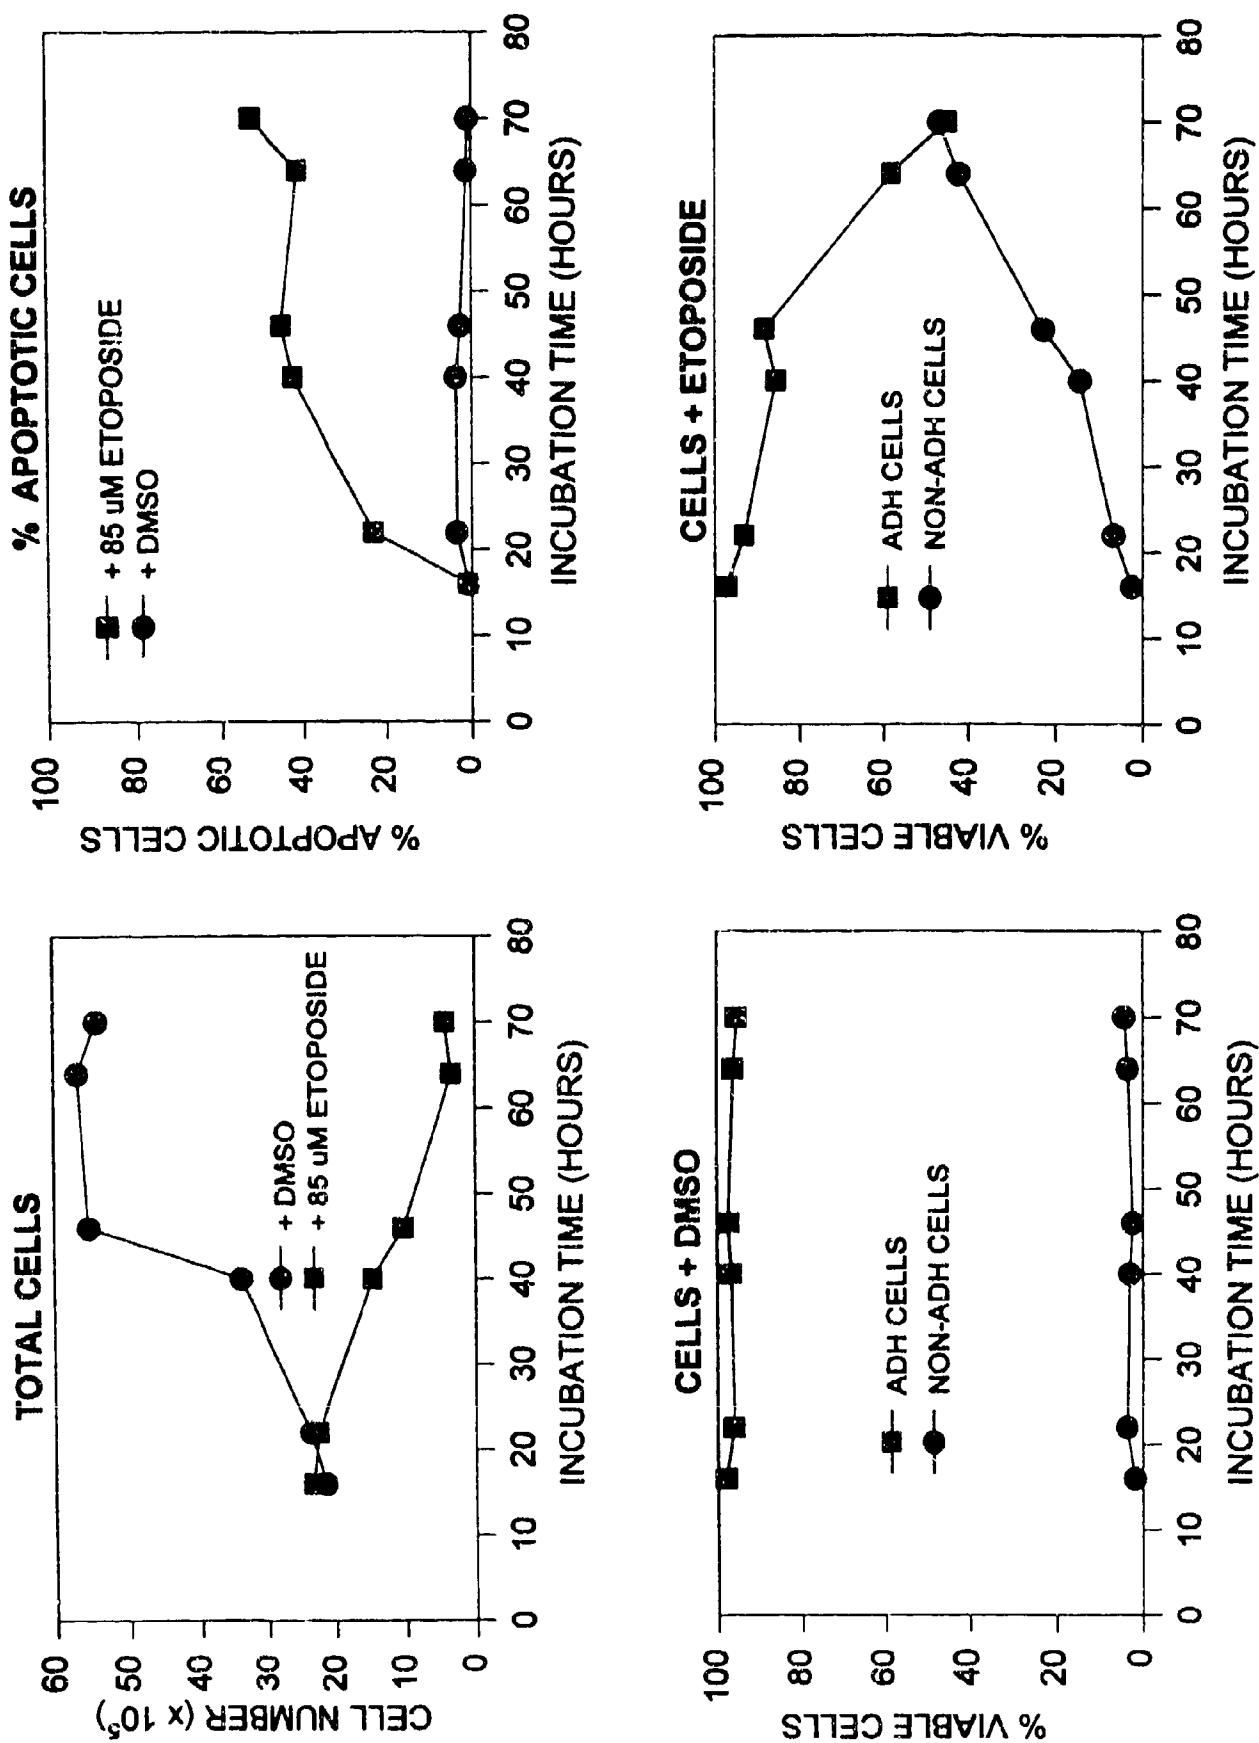 TOTAL CELLS
CELL NUMBER (x 10⁵)
60
50
40
30
20
10
0
+ DMSO
+ 85 uM ETOPOSIDE
0 10 20 30 40 50 60 70 80
INCUBATION TIME (HOURS)
% APOPTOTIC CELLS
% APOPTOTIC CELLS
100
80
60
40
20
0
+ 85 uM ETOPOSIDE
+ DMSO
0 10 20 30 40 50 60 70 80
INCUBATION TIME (HOURS)
CELLS + DMSO
% VIABLE CELLS
100
80
60
40
20
0
ADH CELLS
NON-ADH CELLS
0 10 20 30 40 50 60 70 80
INCUBATION TIME (HOURS)
CELLS + ETOPOSIDE
% VIABLE CELLS
100
80
60
40
20
0
ADH CELLS
NON-ADH CELLS
0 10 20 30 40 50 60 70 80
INCUBATION TIME (HOURS)